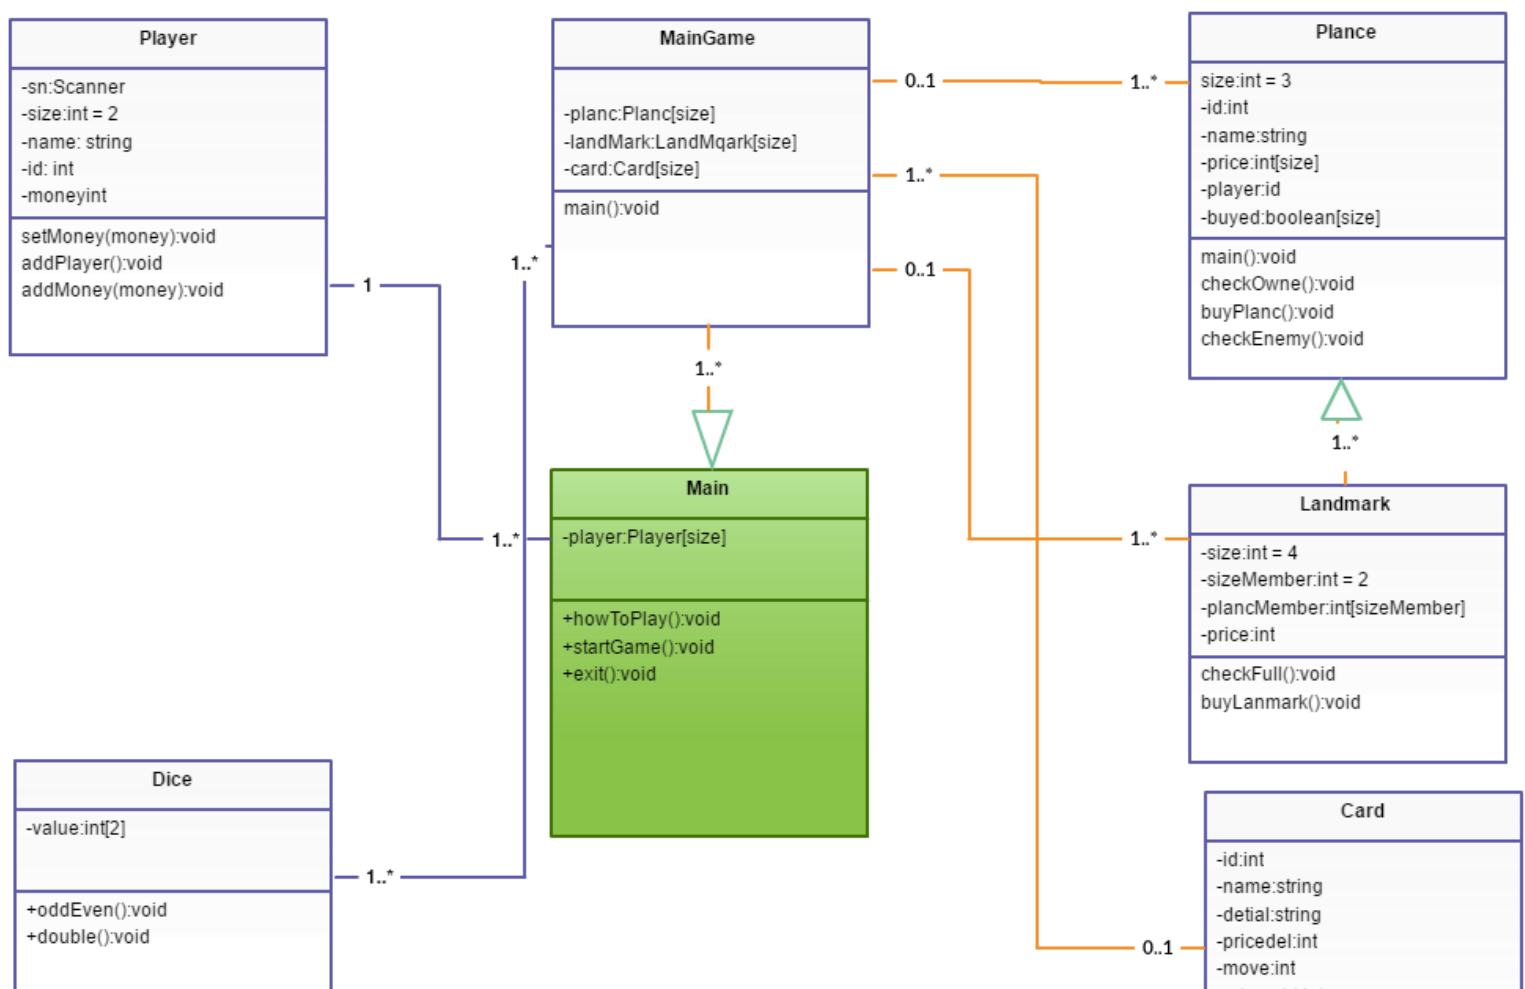 Player
-sn:Scanner
-size:int = 2
-name: string
-id: int
-moneyint
setMoney(money):void
addPlayer():void
addMoney(money):void
1
1..*
MainGame
-planc:Planc[size]
-landMark:LandMqark[size]
-card:Card[size]
main():void
1..*
0..1
1..*
1..*
0..1
1..*
Plance
size:int = 3
-id:int
-name:string
-price:int[size]
-player:id
-buyed:boolean[size]
main():void
checkOwne():void
buyPlanc():void
checkEnemy():void
1..*
Main
-player:Player[size]
+howToPlay():void
+startGame():void
+exit():void
1..*
Landmark
-size:int = 4
-sizeMember:int = 2
-plancMember:int[sizeMember]
-price:int
checkFull():void
buyLanmark():void
Dice
-value:int[2]
+oddEven():void
+double():void
1..*
0..1
Card
-id:int
-name:string
-detial:string
-pricedel:int
-move:int